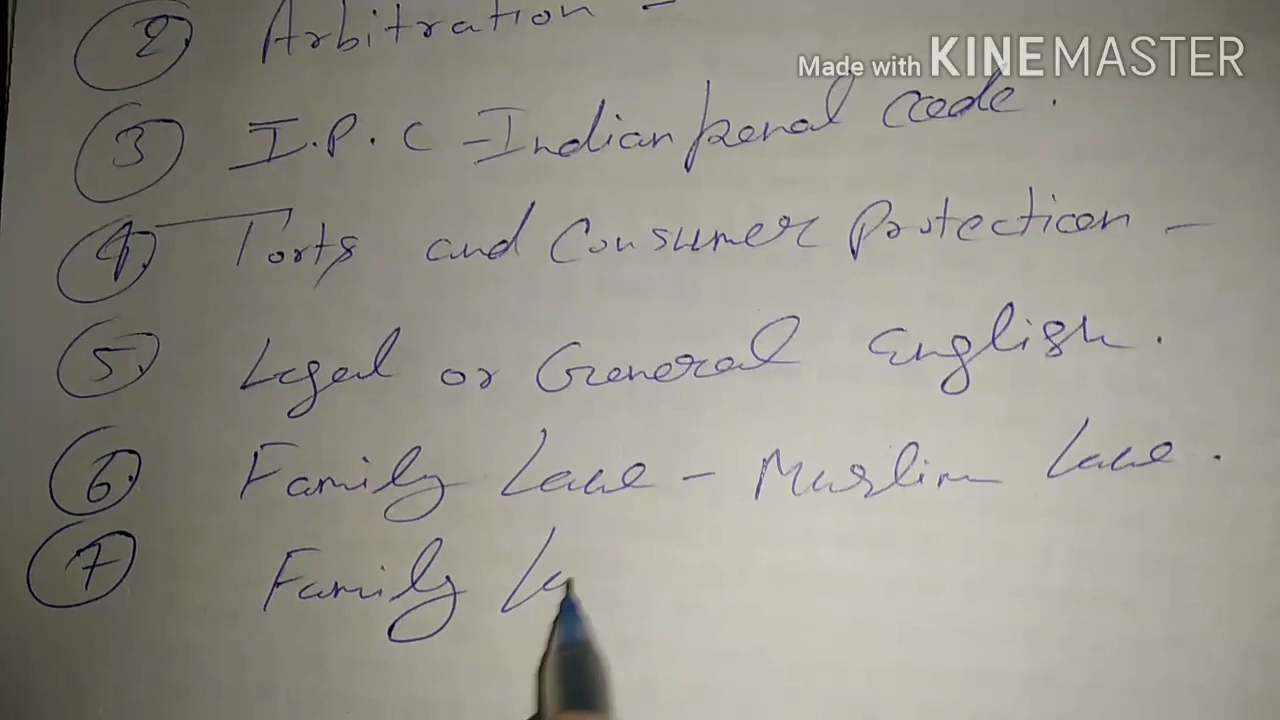 ② Arbitration -
Made with KINEMASTER
③ I.P.C - Indian penal code.
④ Torts and Consumer Protection -
⑤ Legal or General English.
⑥ Family Law - Muslim Law.
⑦ Family La